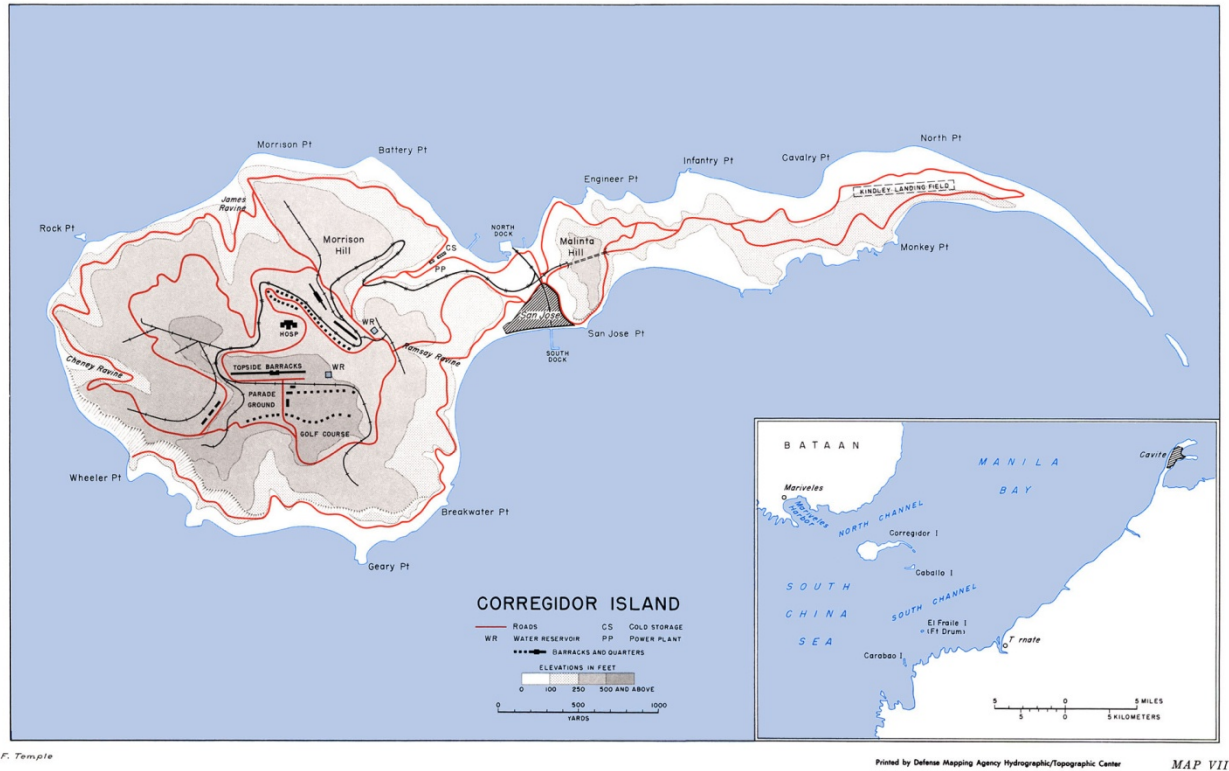 North Pt
Morrison Pt
Battery Pt
Cavalry Pt
Infantry Pt
Engineer Pt
KINDLEY LANDING FIELD
James
Ravine
Rock Pt
NORTH
DOCK
Morrison
Hill
Malinta
Hill
CS
Monkey Pt
PP
San Jose
WR
HOSP
San Jose Pt
Ramsay Ravine
SOUTH
DOCK
Cheney Ravine
TOPSIDE BARRACKS
WR
PARADE
GROUND
GOLF COURSE
Wheeler Pt
Breakwater Pt
Geary Pt
CORREGIDOR ISLAND
ROADS CS COLD STORAGE
WR WATER RESERVOIR PP POWER PLANT
BARRACKS AND QUARTERS
ELEVATIONS IN FEET
0 100 250 500 AND ABOVE
0 500 1000
YARDS
BATAAN
MANILA
BAY
Cavite
Mariveles
Mariveles
Harbor
NORTH CHANNEL
Corregidor I
Caballo I
SOUTH
CHINA
SEA
SOUTH CHANNEL
El Fraile I
(Ft Drum)
T rnate
Carabao I
5 0 5 MILES
5 0 5 KILOMETERS
F. Temple
Printed by Defense Mapping Agency Hydrographic/Topographic Center
MAP VII